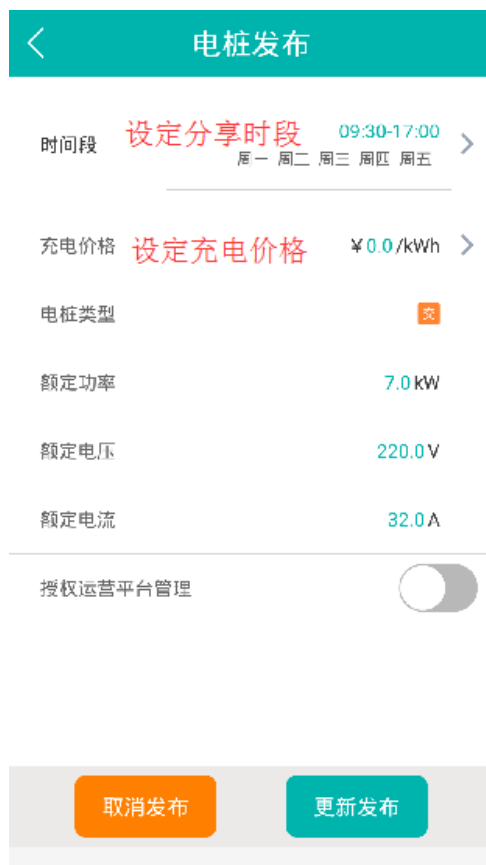 电桩发布
时间段 设定分享时段 09:30-17:00
周一 周二 周三 周四 周五
充电价格 设定充电价格 ¥0.0/kWh
电桩类型 交
额定功率 7.0kW
额定电压 220.0V
额定电流 32.0A
授权运营平台管理
取消发布 更新发布